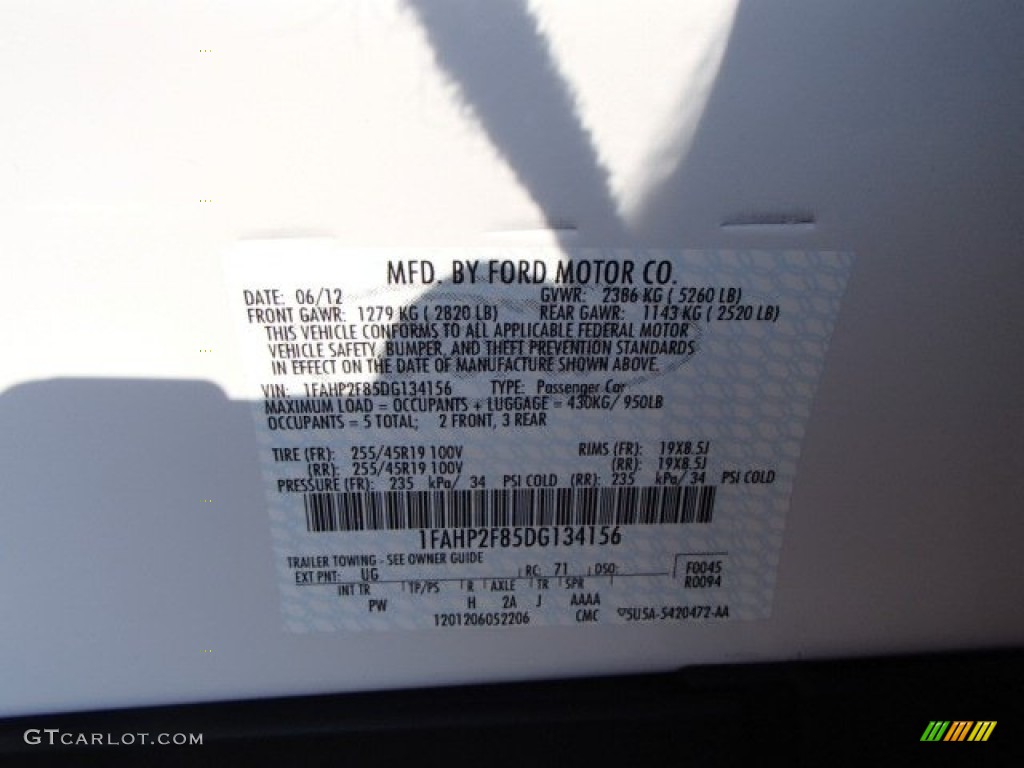 MFD. BY FORD MOTOR CO.
DATE: 06/12 GVWR: 2386 KG ( 5260 LB)
FRONT GAWR: 1279 KG ( 2820 LB) REAR GAWR: 1143 KG ( 2520 LB)
THIS VEHICLE CONFORMS TO ALL APPLICABLE FEDERAL MOTOR
VEHICLE SAFETY, BUMPER, AND THEFT PREVENTION STANDARDS
IN EFFECT ON THE DATE OF MANUFACTURE SHOWN ABOVE.
VIN: 1FAHP2F85DG134156 TYPE: Passenger Car
MAXIMUM LOAD = OCCUPANTS + LUGGAGE = 430KG/ 950LB
OCCUPANTS = 5 TOTAL; 2 FRONT, 3 REAR
TIRE (FR): 255/45R19 100V RIMS (FR): 19X8.5J
(RR): 255/45R19 100V (RR): 19X8.5J
PRESSURE (FR): 235 kPa/ 34 PSI COLD (RR): 235 kPa/ 34 PSI COLD
1FAHP2F85DG134156
TRAILER TOWING - SEE OWNER GUIDE
EXT PNT: UG RC: 71 DSO: F0045
INT TR TP/PS R AXLE TR SPR R0094
PW H 2A J AAAA
1201206052206 CMC 5U5A-5420472-AA
GTCARLOT.COM